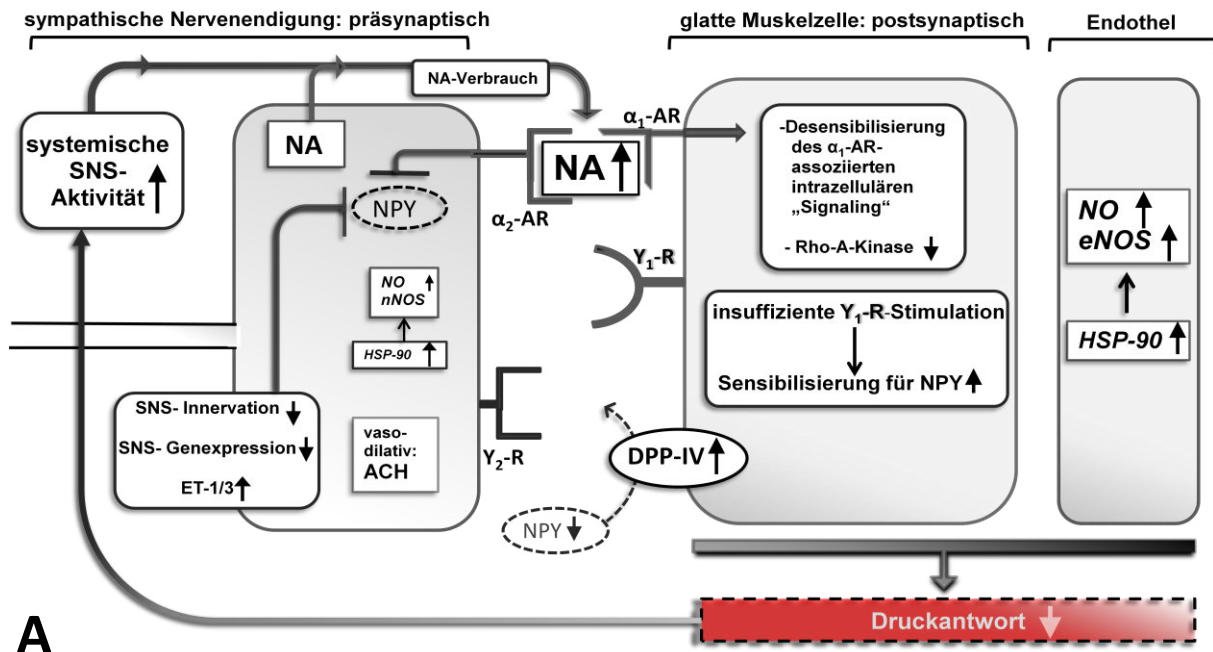 sympathische Nervenendigung: präsynaptisch
glatte Muskelzelle: postsynaptisch
Endothel
NA-Verbrauch
systemische
SNS-
Aktivität
NA
NPY
α₂-AR
NA
α₁-AR
-Desensibilisierung
des α₁-AR-
assoziierten
intrazellulären
„Signaling“
- Rho-A-Kinase
NO
eNOS
HSP-90
Y₁-R
NO
nNOS
HSP-90
insuffiziente Y₁-R-Stimulation
Sensibilisierung für NPY
SNS- Innervation
SNS- Genexpression
ET-1/3
vaso-
dilativ:
ACH
Y₂-R
DPP-IV
NPY
Druckantwort
A